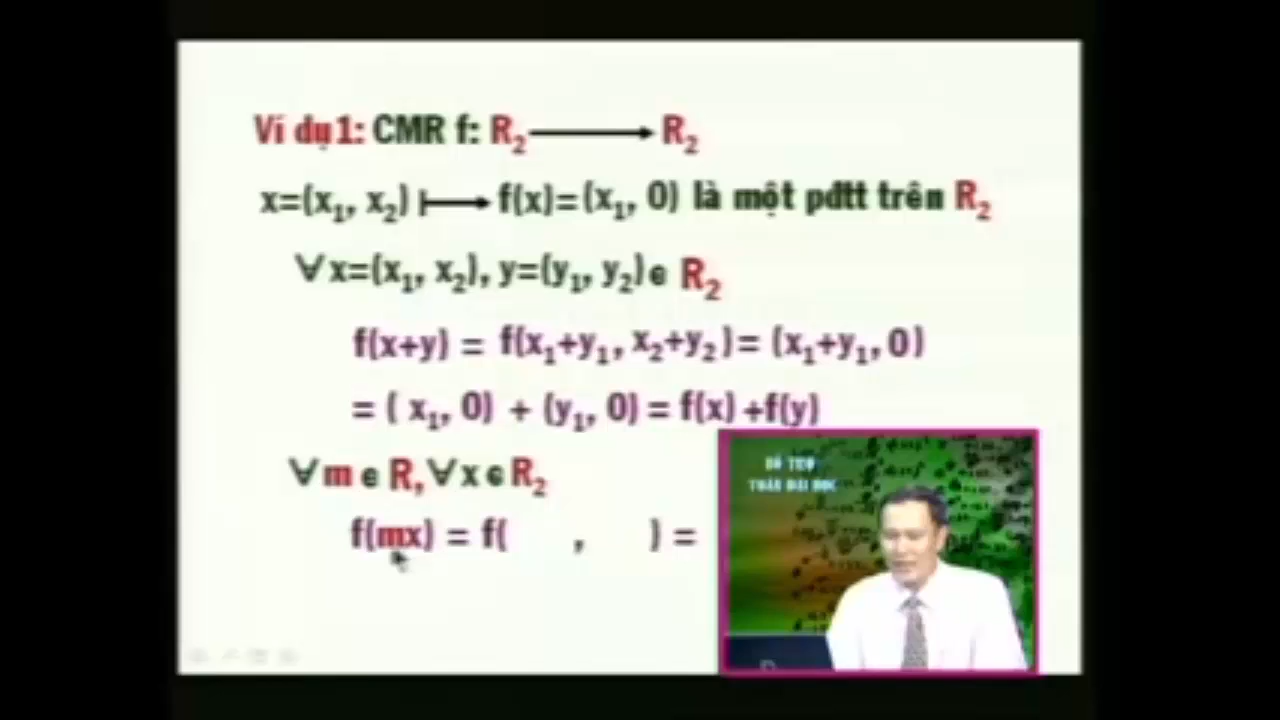 Ví dụ1: CMR f: R₂ ⟶ R₂
x=(x₁, x₂) ⟼ f(x)=(x₁, 0) là một pđtt trên R₂
∀x=(x₁, x₂), y=(y₁, y₂)∈ R₂
f(x+y) = f(x₁+y₁, x₂+y₂)= (x₁+y₁,0)
= ( x₁, 0) + (y₁, 0) = f(x) +f(y)
∀m∈R,∀x∈R₂
f(mx) = f( , ) =